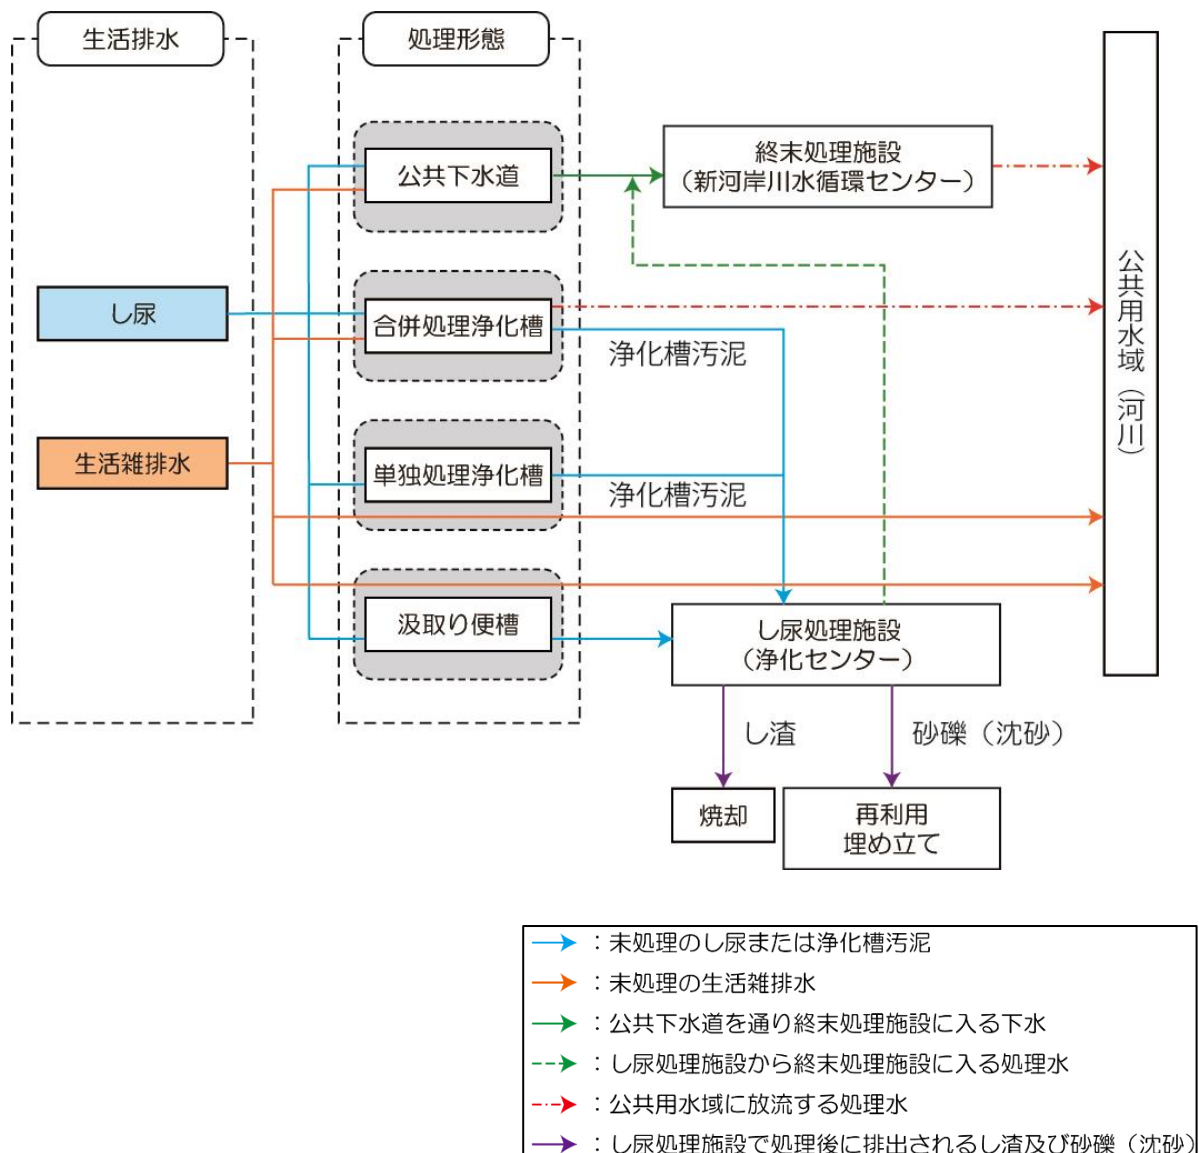 生活排水
処理形態
公共下水道
終末処理施設
（新河岸川水循環センター）
し尿
合併処理浄化槽
浄化槽汚泥
公共用水域（河川）
生活雑排水
単独処理浄化槽
浄化槽汚泥
汲取り便槽
し尿処理施設
（浄化センター）
し渣
砂礫（沈砂）
焼却
再利用
埋め立て
：未処理のし尿または浄化槽汚泥
：未処理の生活雑排水
：公共下水道を通り終末処理施設に入る下水
：し尿処理施設から終末処理施設に入る処理水
：公共用水域に放流する処理水
：し尿処理施設で処理後に排出されるし渣及び砂礫（沈砂）